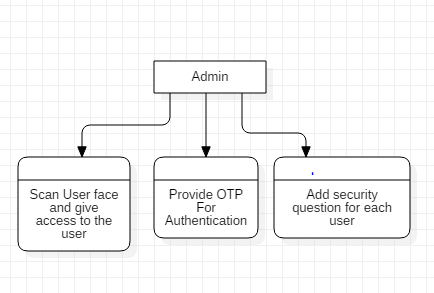 Admin
Scan User face
and give
access to the
user
Provide OTP
For
Authentication
Add security
question for each
user